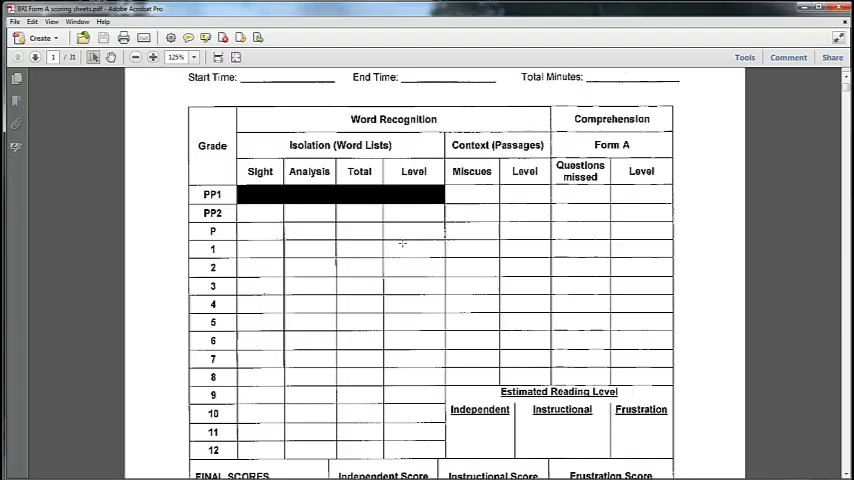 BRI Form A scoring sheets.pdf - Adobe Acrobat Pro
File Edit View Window Help
Create
1 / 31 125% Tools Comment Share
Start Time: End Time: Total Minutes:
Grade Word Recognition Comprehension
Isolation (Word Lists) Context (Passages) Form A
Sight Analysis Total Level Miscues Level Questions missed Level
PP1
PP2
P
1
2
3
4
5
6
7
8
9 Estimated Reading Level
10 Independent Instructional Frustration
11
12
FINAL SCORES Independent Score Instructional Score Frustration Score